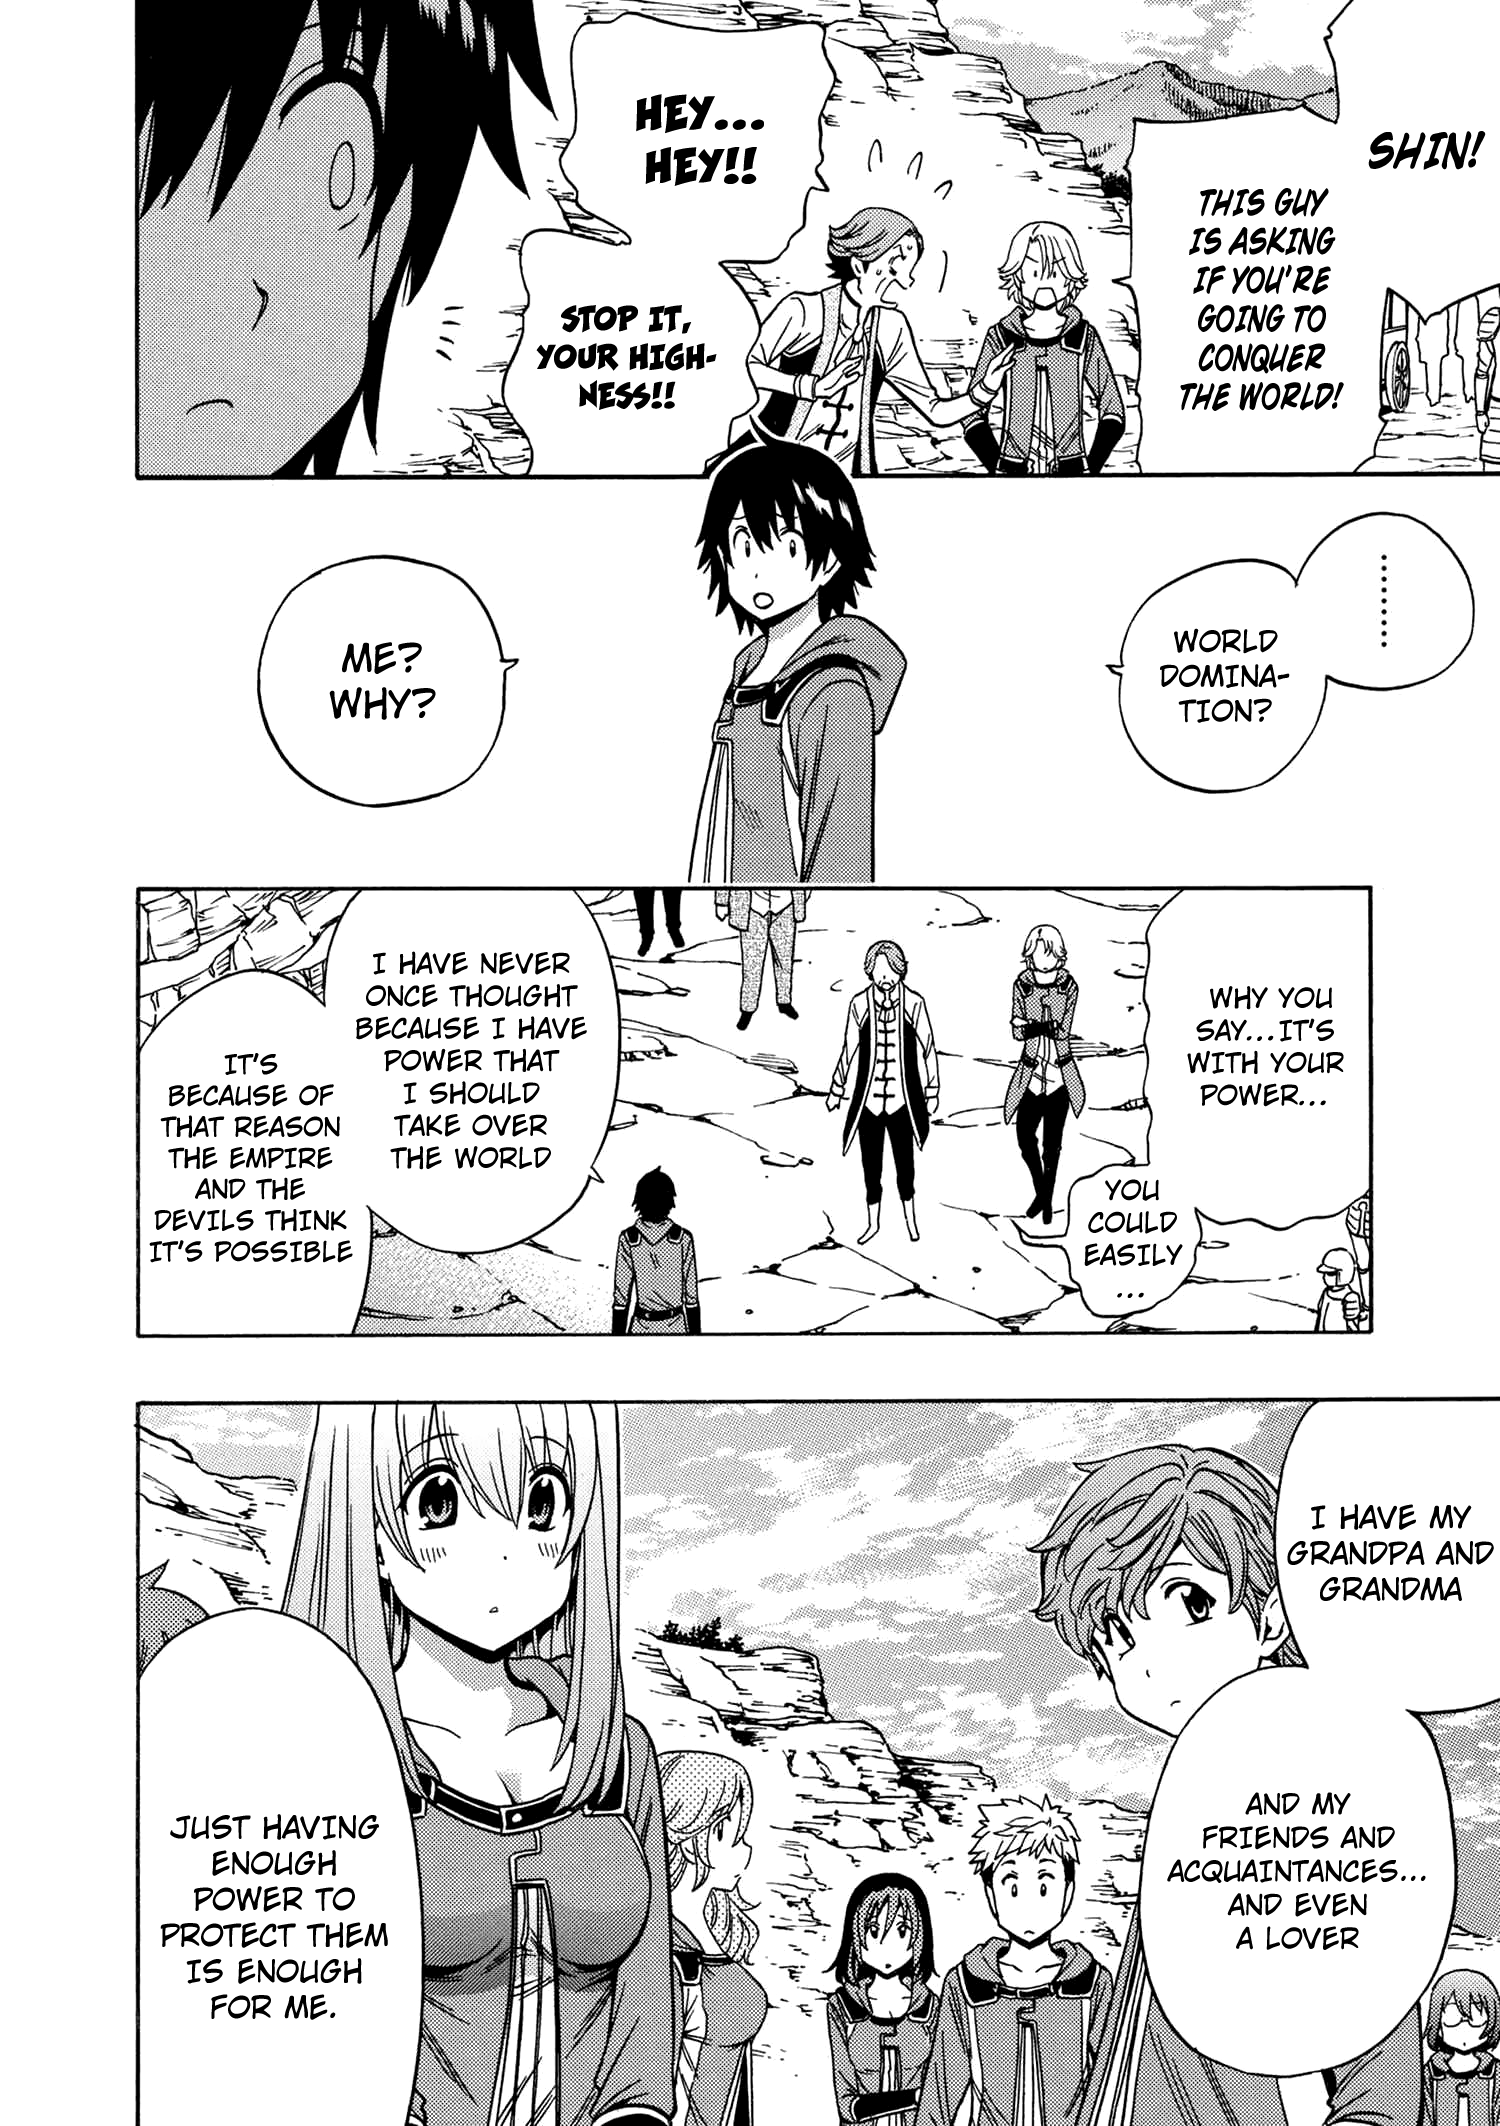 SHIN!
THIS GUY
IS ASKING
IF YOU'RE
GOING TO
CONQUER
THE WORLD!
HEY...
HEY!!
STOP IT,
YOUR HIGH-
NESS!!
.........
WORLD
DOMINA-
TION?
ME?
WHY?
WHY YOU
SAY...IT'S
WITH YOUR
POWER...
YOU
COULD
EASILY
...
I HAVE NEVER
ONCE THOUGHT
BECAUSE I HAVE
POWER THAT
I SHOULD
TAKE OVER
THE WORLD
IT'S
BECAUSE OF
THAT REASON
THE EMPIRE
AND THE
DEVILS THINK
IT'S POSSIBLE
I HAVE MY
GRANDPA AND
GRANDMA
AND MY
FRIENDS AND
ACQUAINTANCES...
AND EVEN
A LOVER
JUST HAVING
ENOUGH
POWER TO
PROTECT THEM
IS ENOUGH
FOR ME.